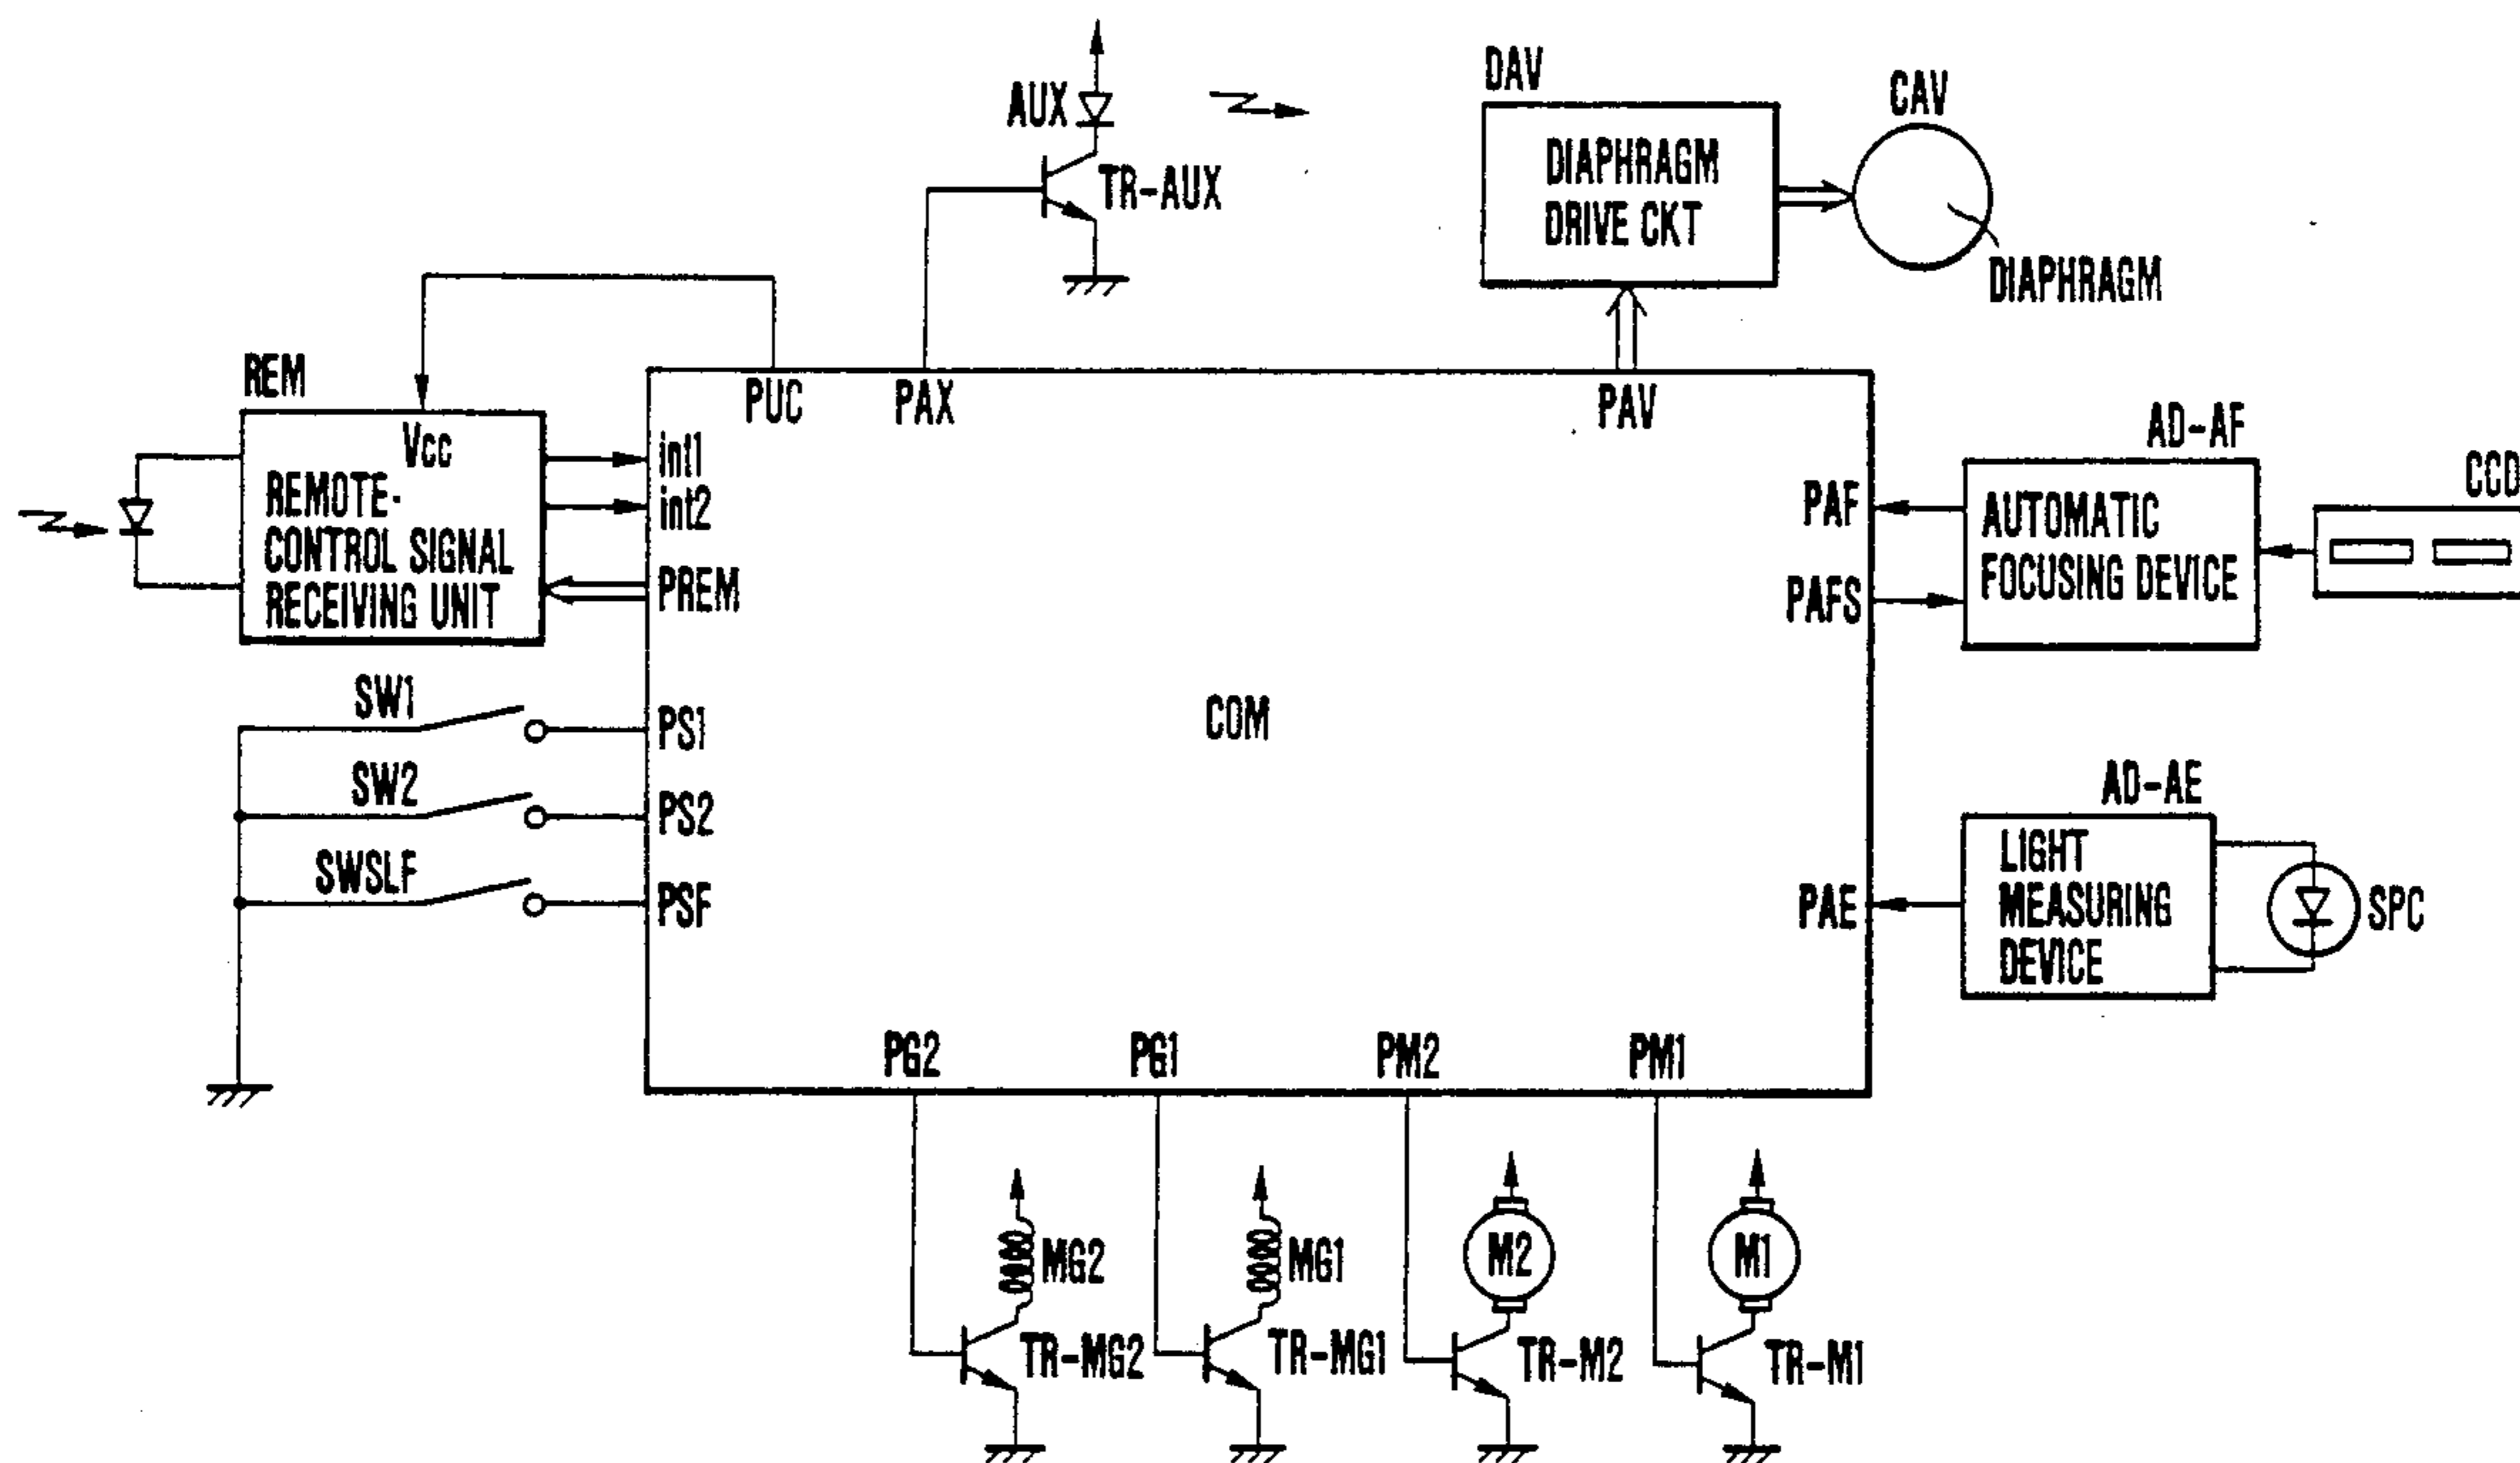 AUX
TR-AUX
DAV
DIAPHRAGM
DRIVE CKT
CAV
DIAPHRAGM
REM
Vcc
REMOTE-
CONTROL SIGNAL
RECEIVING UNIT
PUC
PAX
PAV
int1
int2
PREM
PAF
PAFS
AD-AF
AUTOMATIC
FOCUSING DEVICE
CCD
SW1
PS1
SW2
PS2
SWSLF
PSF
COM
AD-AE
LIGHT
MEASURING
DEVICE
PAE
SPC
PG2
PG1
PM2
PM1
MG2
MG1
M2
M1
TR-MG2
TR-MG1
TR-M2
TR-M1